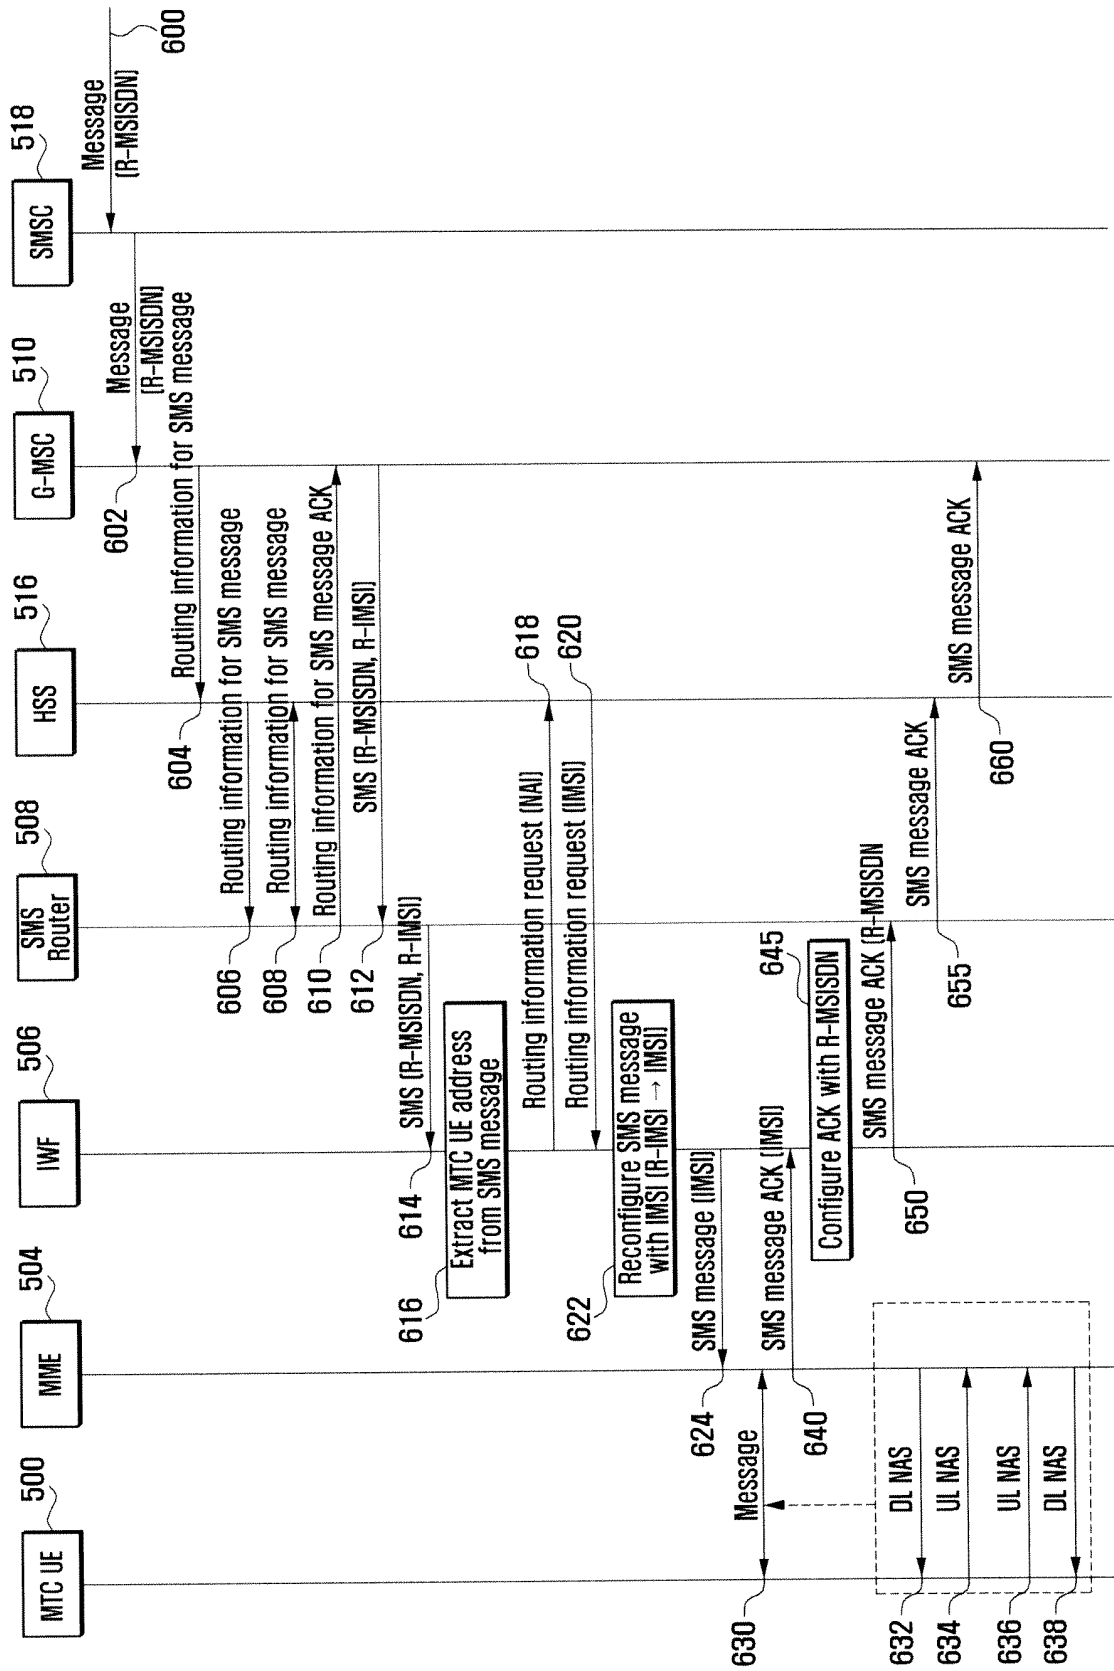 MTC UE
500
MME
504
IWF
506
SMS
Router
508
HSS
516
G-MSC
510
SMSC
518
Message
(R-MSISDN)
600
Message
(R-MSISDN)
602
Routing information for SMS message
604
Routing information for SMS message
606
Routing information for SMS message
608
Routing information for SMS message ACK
610
SMS (R-MSISDN, R-IMSI)
612
SMS (R-MSISDN, R-IMSI)
614
Extract MTC UE address
from SMS message
616
Routing information request (NAI)
618
Routing information request (IMSI)
620
Reconfigure SMS message
with IMSI (R-IMSI → IMSI)
622
SMS message (IMSI)
624
Message
630
SMS message ACK (IMSI)
640
Configure ACK with R-MSISDN
645
SMS message ACK (R-MSISDN
650
DL NAS
632
UL NAS
634
SMS message ACK
655
SMS message ACK
660
UL NAS
636
DL NAS
638